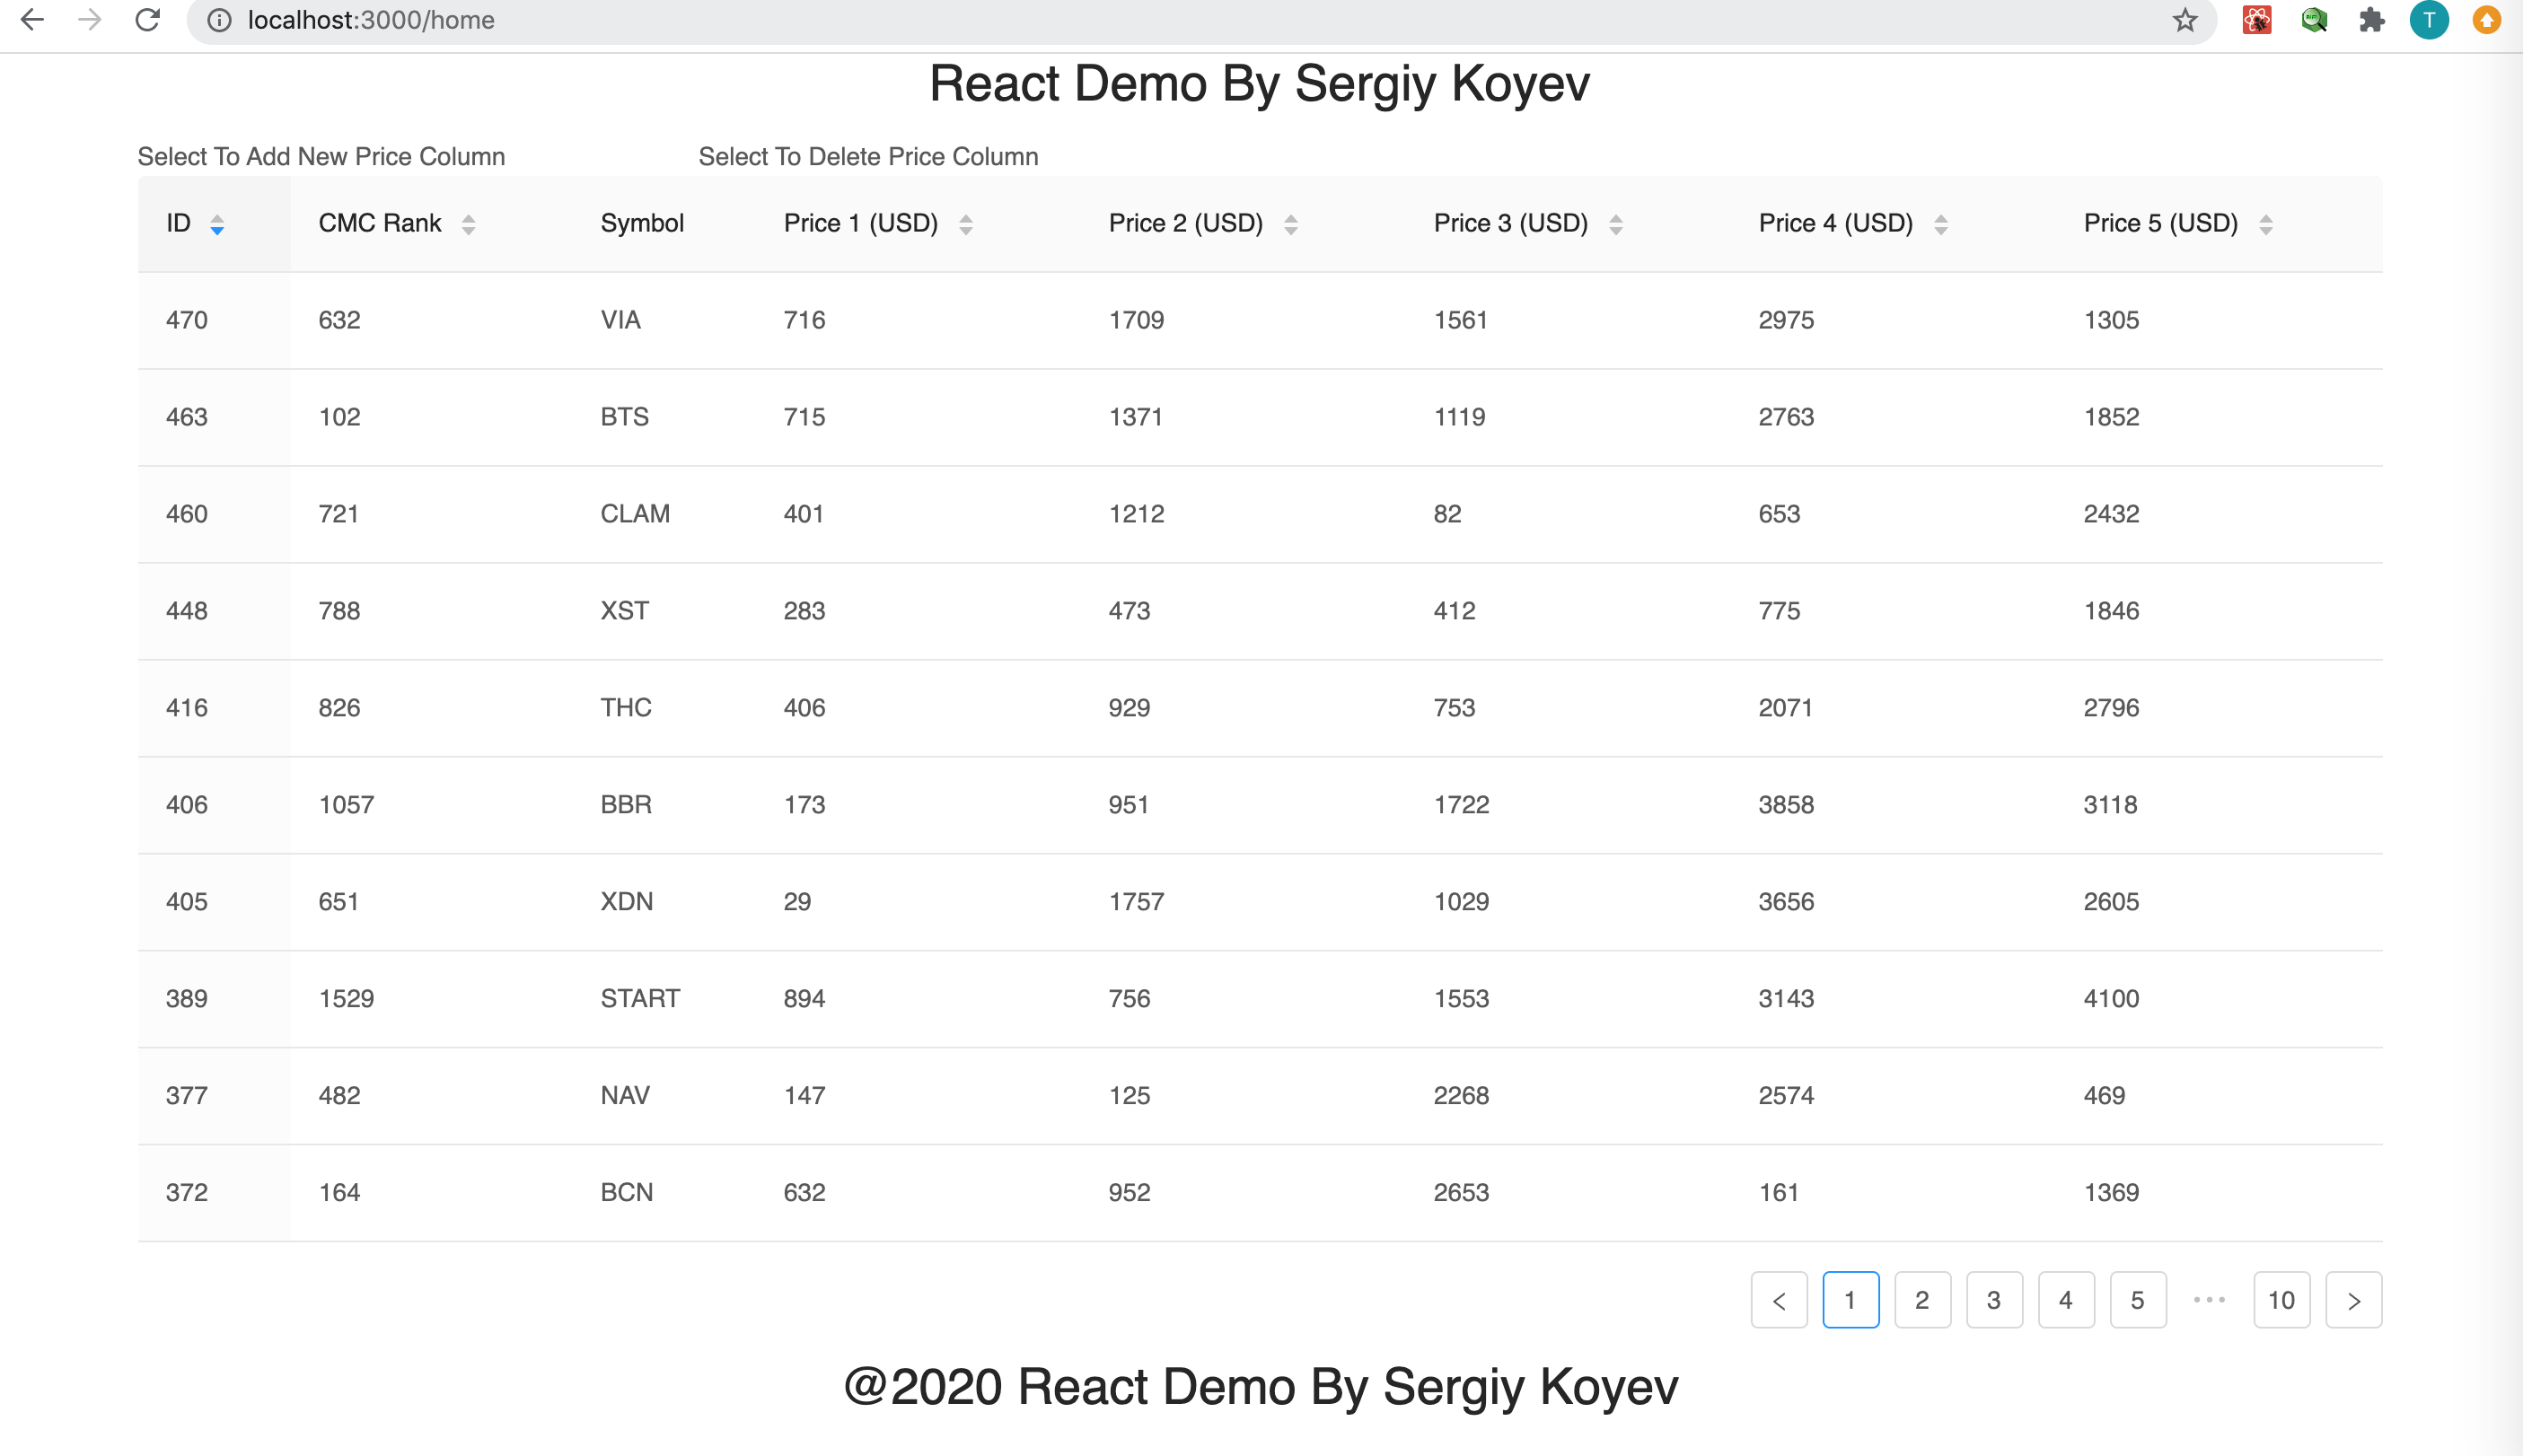 localhost:3000/home
T
React Demo By Sergiy Koyev
Select To Add New Price Column Select To Delete Price Column
ID CMC Rank Symbol Price 1 (USD) Price 2 (USD) Price 3 (USD) Price 4 (USD) Price 5 (USD)
470 632 VIA 716 1709 1561 2975 1305
463 102 BTS 715 1371 1119 2763 1852
460 721 CLAM 401 1212 82 653 2432
448 788 XST 283 473 412 775 1846
416 826 THC 406 929 753 2071 2796
406 1057 BBR 173 951 1722 3858 3118
405 651 XDN 29 1757 1029 3656 2605
389 1529 START 894 756 1553 3143 4100
377 482 NAV 147 125 2268 2574 469
372 164 BCN 632 952 2653 161 1369
< 1 2 3 4 5 ••• 10 >
@2020 React Demo By Sergiy Koyev